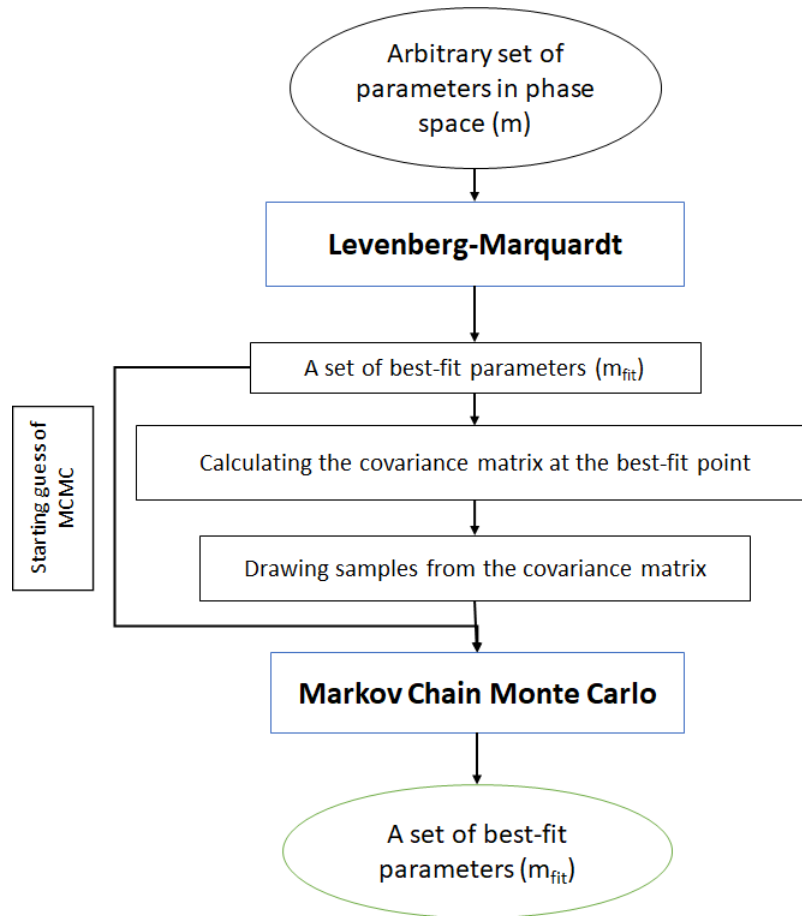 Arbitrary set of
parameters in phase
space (m)
Levenberg-Marquardt
A set of best-fit parameters (mfit)
Starting guess of
MCMC
Calculating the covariance matrix at the best-fit point
Drawing samples from the covariance matrix
Markov Chain Monte Carlo
A set of best-fit
parameters (mfit)